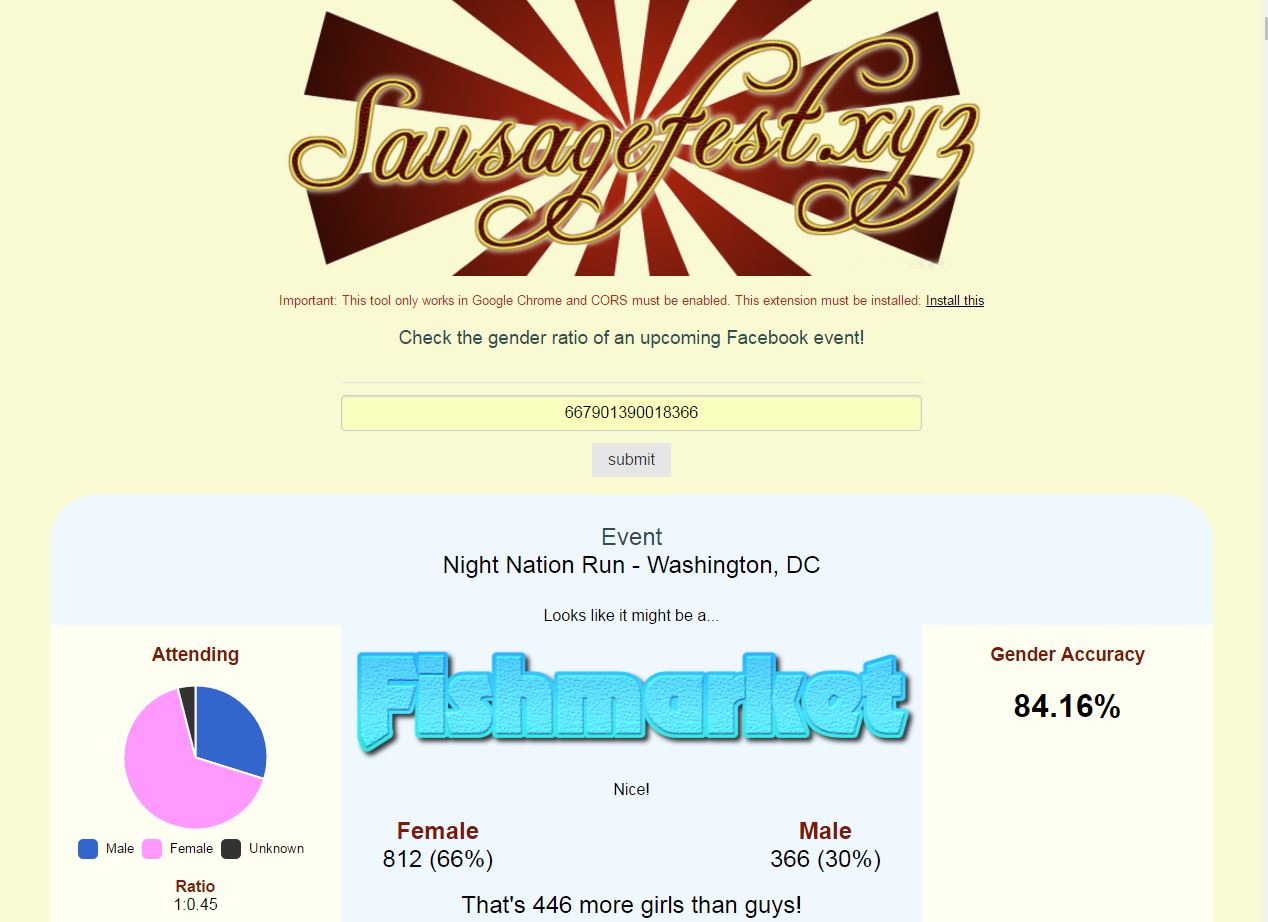 Sausagefest.xyz
Important: This tool only works in Google Chrome and CORS must be enabled. This extension must be installed: Install this
Check the gender ratio of an upcoming Facebook event!
667901390018366
submit
Event
Night Nation Run - Washington, DC
Looks like it might be a...
Attending
Male Female Unknown
Ratio
1:0.45
Fishmarket
Nice!
Female
812 (66%)
Male
366 (30%)
That's 446 more girls than guys!
Gender Accuracy
84.16%